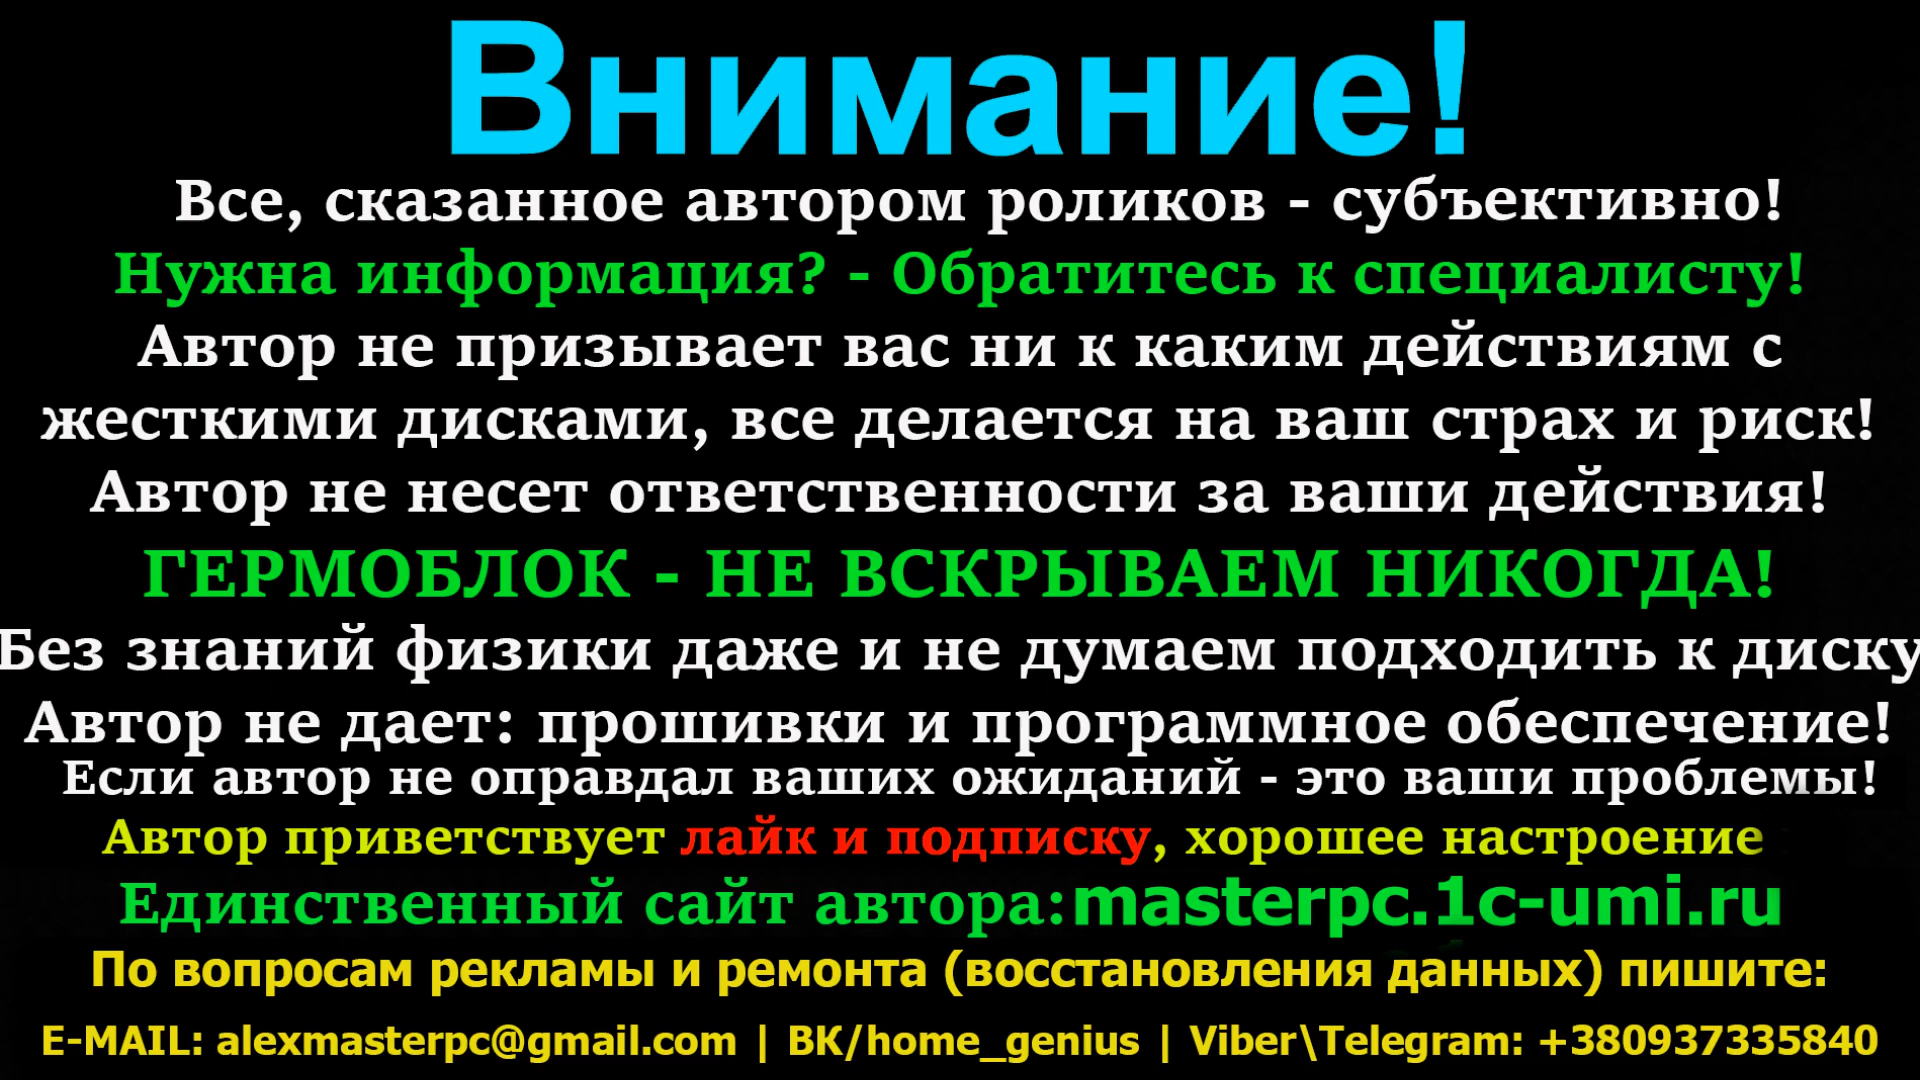 Внимание!
Все, сказанное автором роликов - субъективно!
Нужна информация? - Обратитесь к специалисту!
Автор не призывает вас ни к каким действиям с
жесткими дисками, все делается на ваш страх и риск!
Автор не несет ответственности за ваши действия!
ГЕРМОБЛОК - НЕ ВСКРЫВАЕМ НИКОГДА!
Без знаний физики даже и не думаем подходить к диску
Автор не дает: прошивки и программное обеспечение!
Если автор не оправдал ваших ожиданий - это ваши проблемы!
Автор приветствует лайк и подписку, хорошее настроение
Единственный сайт автора: masterpc.1c-umi.ru
По вопросам рекламы и ремонта (восстановления данных) пишите:
E-MAIL: alexmasterpc@gmail.com | ВК/home_genius | Viber\Telegram: +380937335840